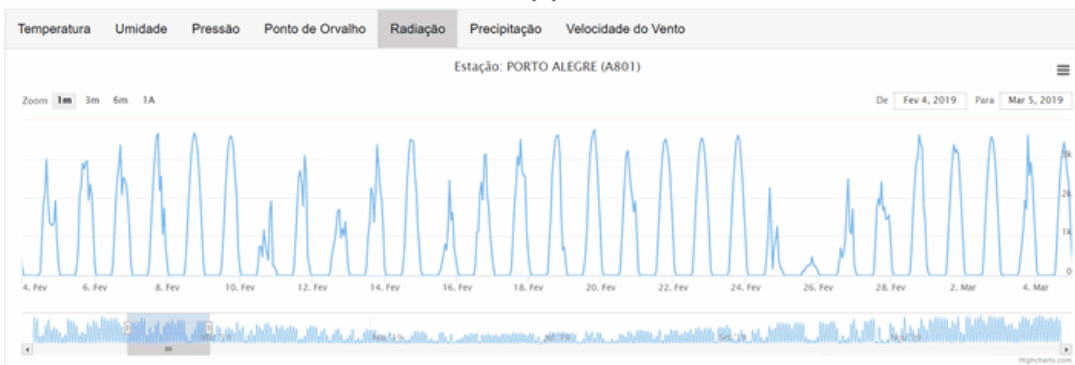 Temperatura Umidade Pressão Ponto de Orvalho Radiação Precipitação Velocidade do Vento
Estação: PORTO ALEGRE (A801)
Zoom 1m 3m 6m 1A De Fev 4, 2019 Para Mar 5, 2019
3k
2k
1k
0
4. Fev 6. Fev 8. Fev 10. Fev 12. Fev 14. Fev 16. Fev 18. Fev 20. Fev 22. Fev 24. Fev 26. Fev 28. Fev 2. Mar 4. Mar
Highcharts.com